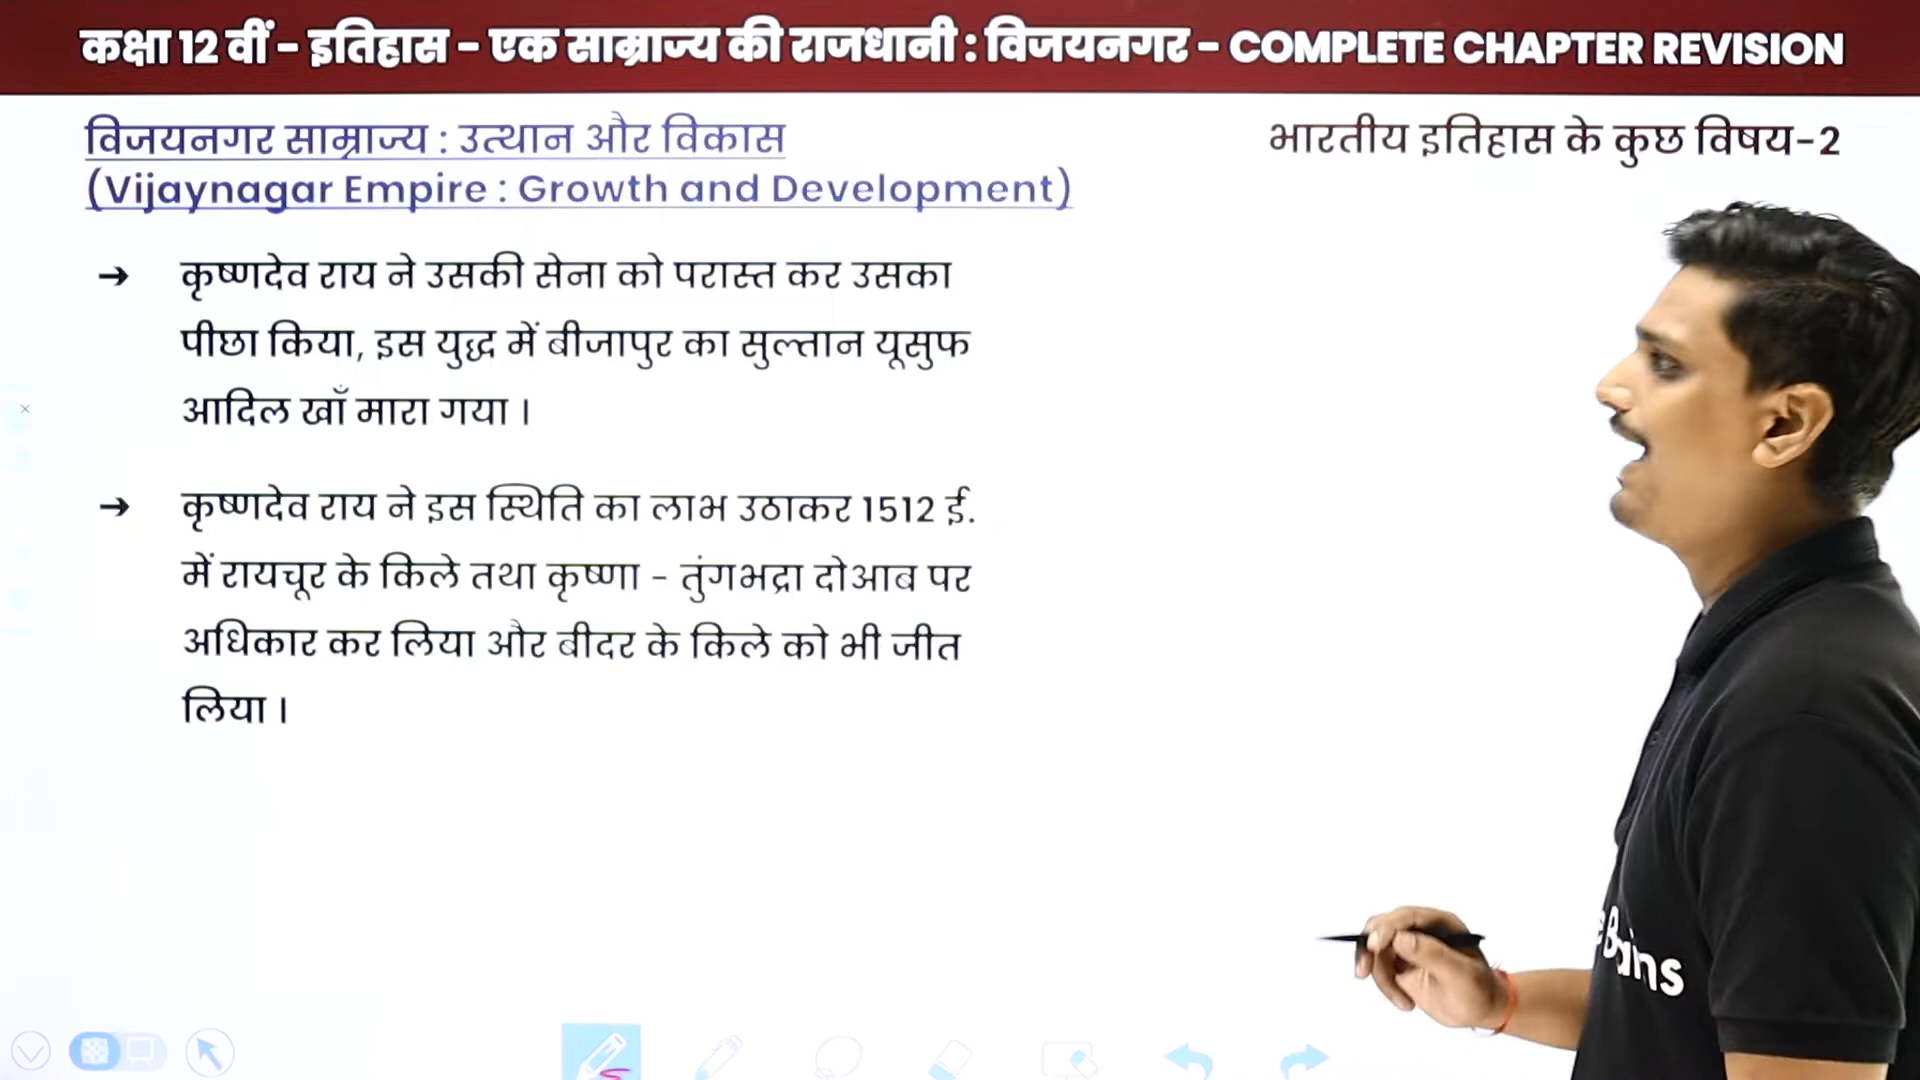 कक्षा 12 वीं - इतिहास - एक साम्राज्य की राजधानी : विजयनगर - COMPLETE CHAPTER REVISION
विजयनगर साम्राज्य : उत्थान और विकास
भारतीय इतिहास के कुछ विषय-2
(Vijaynagar Empire : Growth and Development)
→ कृष्णदेव राय ने उसकी सेना को परास्त कर उसका
पीछा किया, इस युद्ध में बीजापुर का सुल्तान यूसुफ
आदिल खाँ मारा गया ।
→ कृष्णदेव राय ने इस स्थिति का लाभ उठाकर 1512 ई.
में रायचूर के किले तथा कृष्णा - तुंगभद्रा दोआब पर
अधिकार कर लिया और बीदर के किले को भी जीत
लिया ।